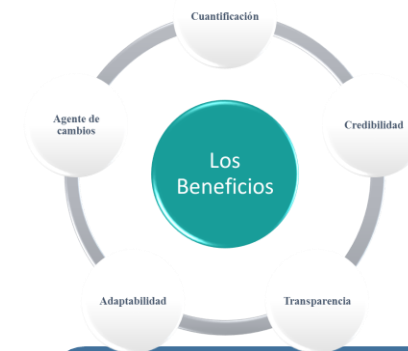 Cuantificación
Agente de
cambios
Credibilidad
Los
Beneficios
Adaptabilidad
Transparencia